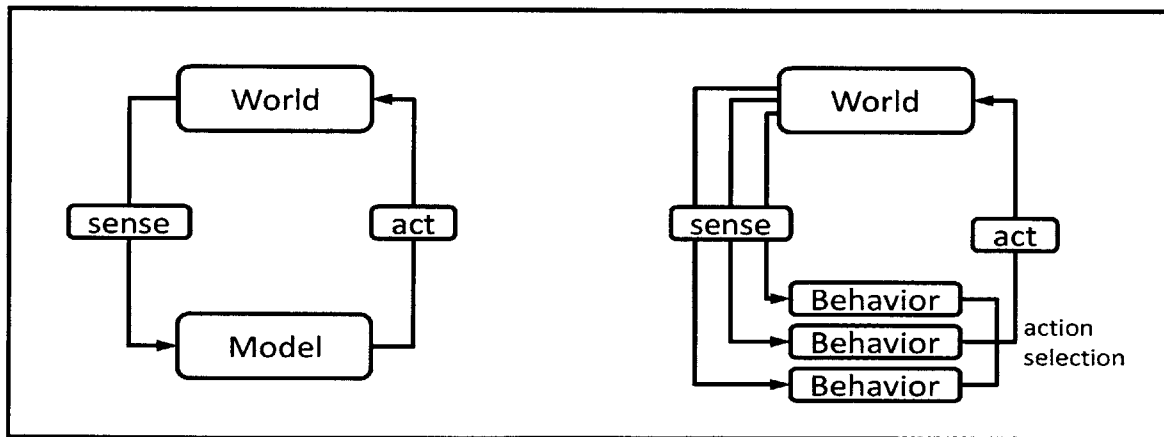 World
sense
act
Model
World
sense
act
Behavior
Behavior
Behavior
action
selection